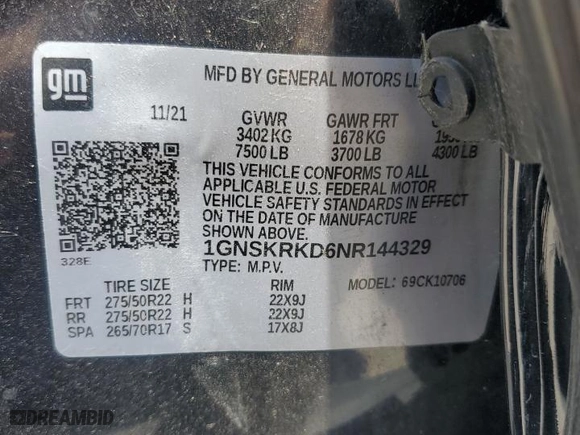 gm
MFD BY GENERAL MOTORS
11/21 GVWR GAWR FRT
3402 KG 1678 KG
7500 LB 3700 LB 4300 LB
THIS VEHICLE CONFORMS TO ALL
APPLICABLE U.S. FEDERAL MOTOR
VEHICLE SAFETY STANDARDS IN EFFECT
ON THE DATE OF MANUFACTURE
SHOWN ABOVE.
1GNSKRKD6NR144329
328E
TYPE: M.P.V. MODEL: 69CK10706
TIRE SIZE RIM
FRT 275/50R22 H 22X9J
RR 275/50R22 H 22X9J
SPA 265/70R17 S 17X8J
DREAMBID